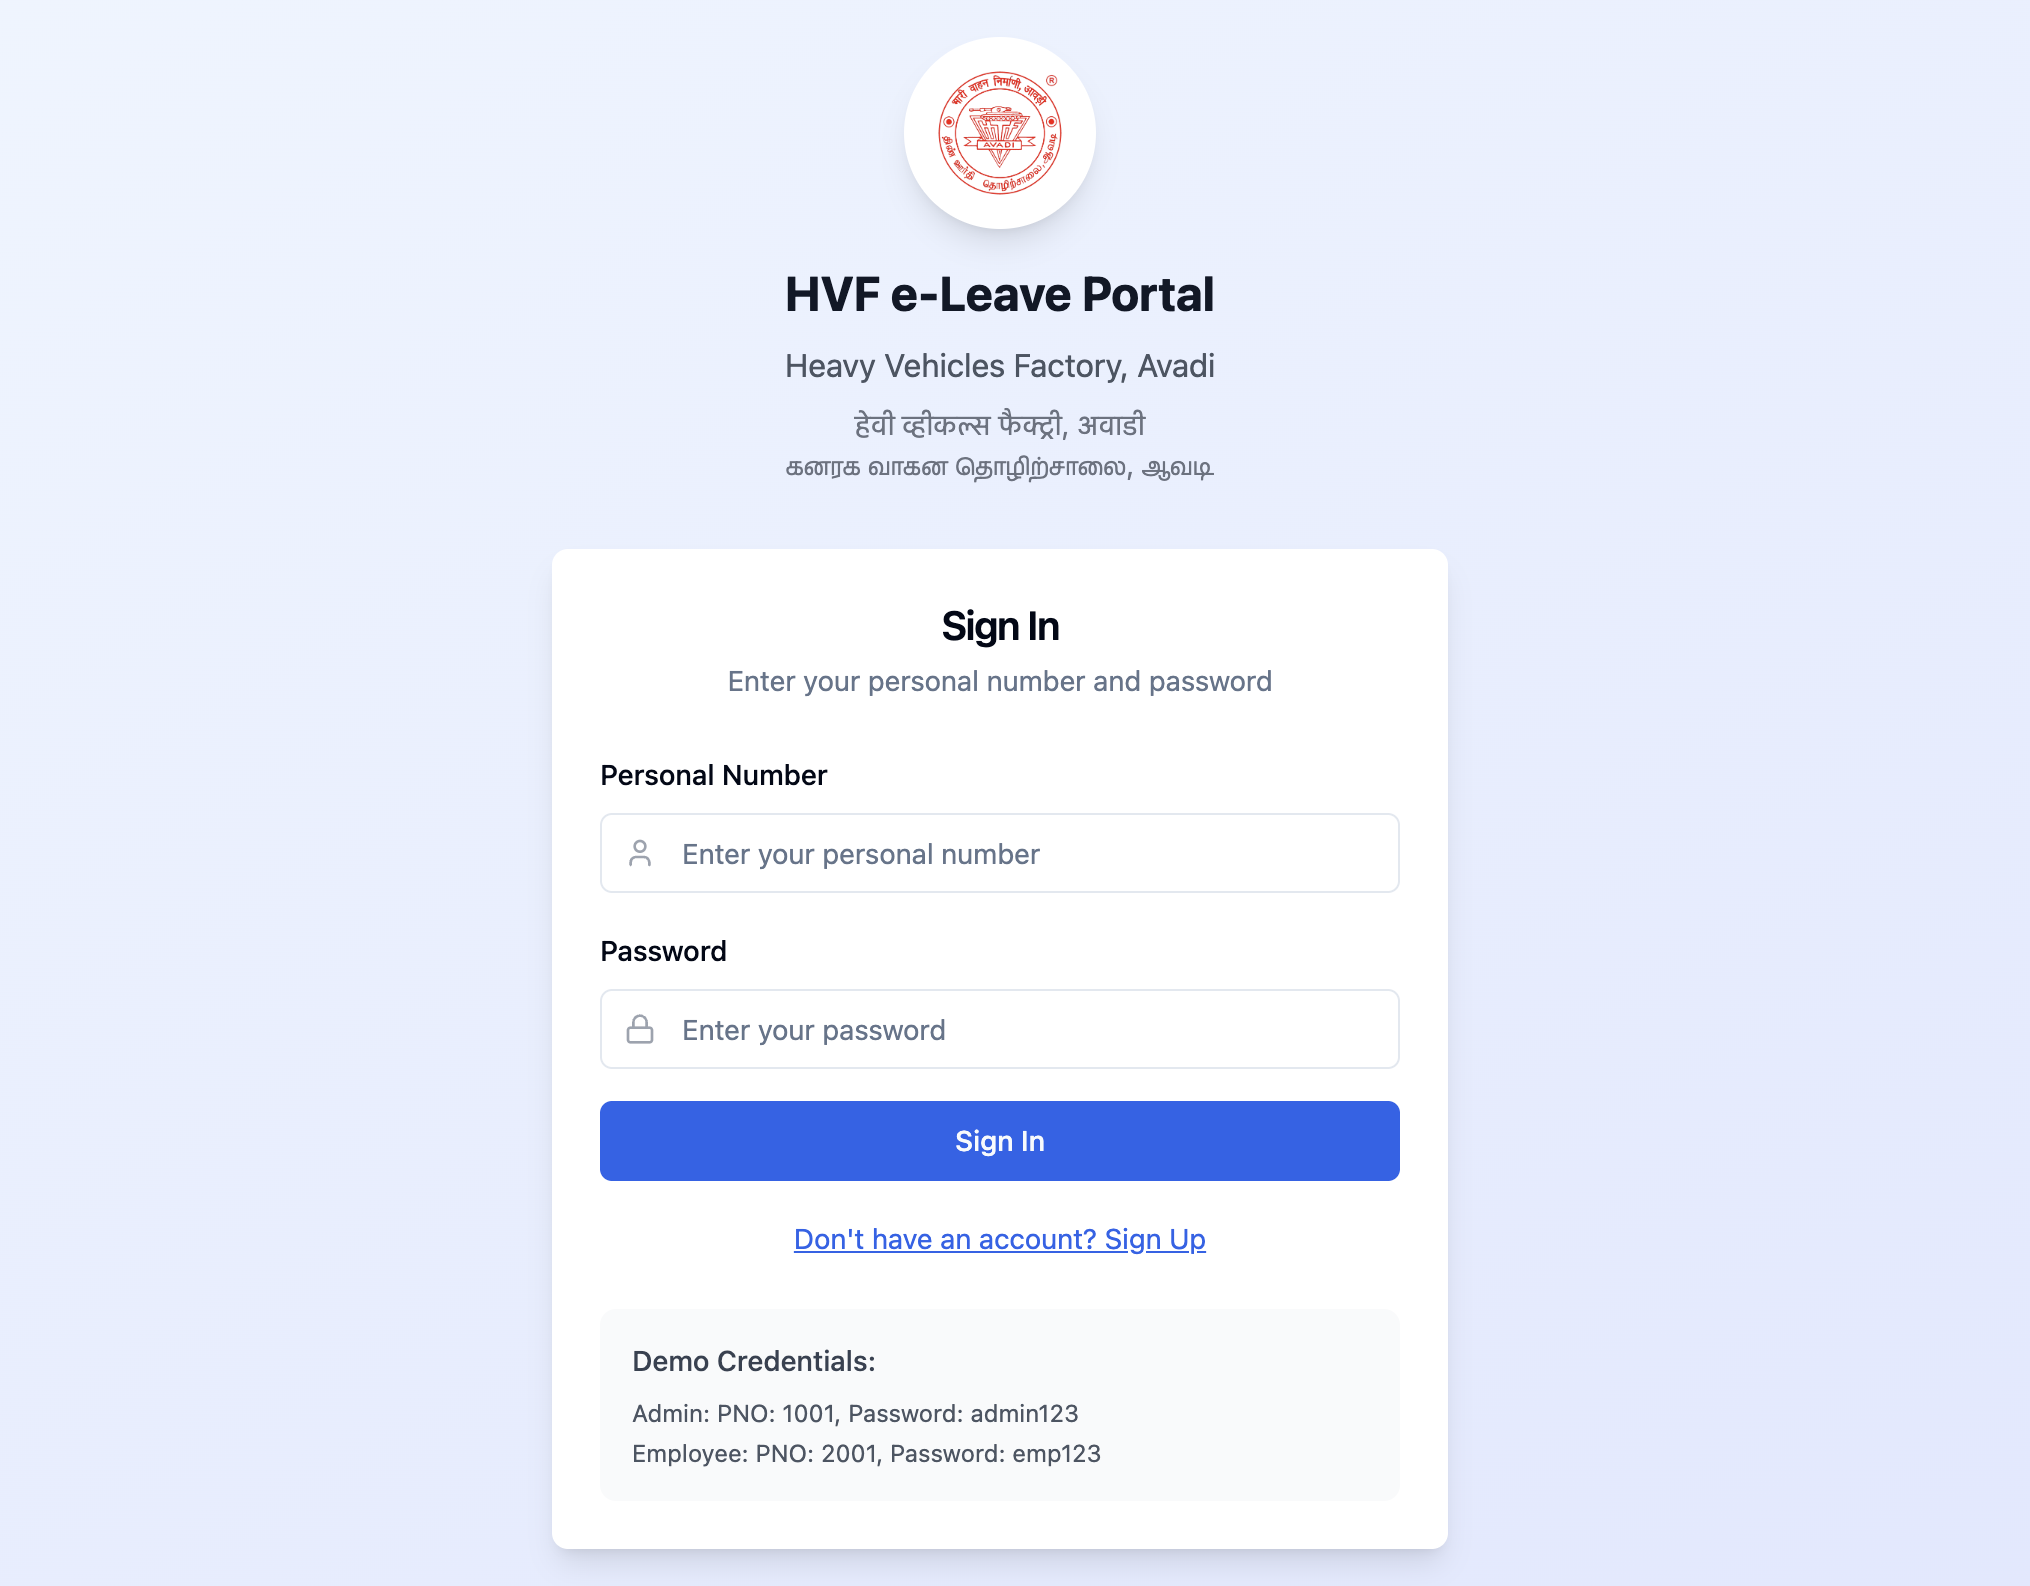 भारी वाहन निर्माणी, आवड़ी
®
AVADI
திண் ஊர்தி தொழிற்சாலை, ஆவடி
HVF e-Leave Portal
Heavy Vehicles Factory, Avadi
हेवी व्हीकल्स फैक्ट्री, अवाडी
கனரக வாகன தொழிற்சாலை, ஆவடி
Sign In
Enter your personal number and password
Personal Number
Enter your personal number
Password
Enter your password
Sign In
Don't have an account? Sign Up
Demo Credentials:
Admin: PNO: 1001, Password: admin123
Employee: PNO: 2001, Password: emp123